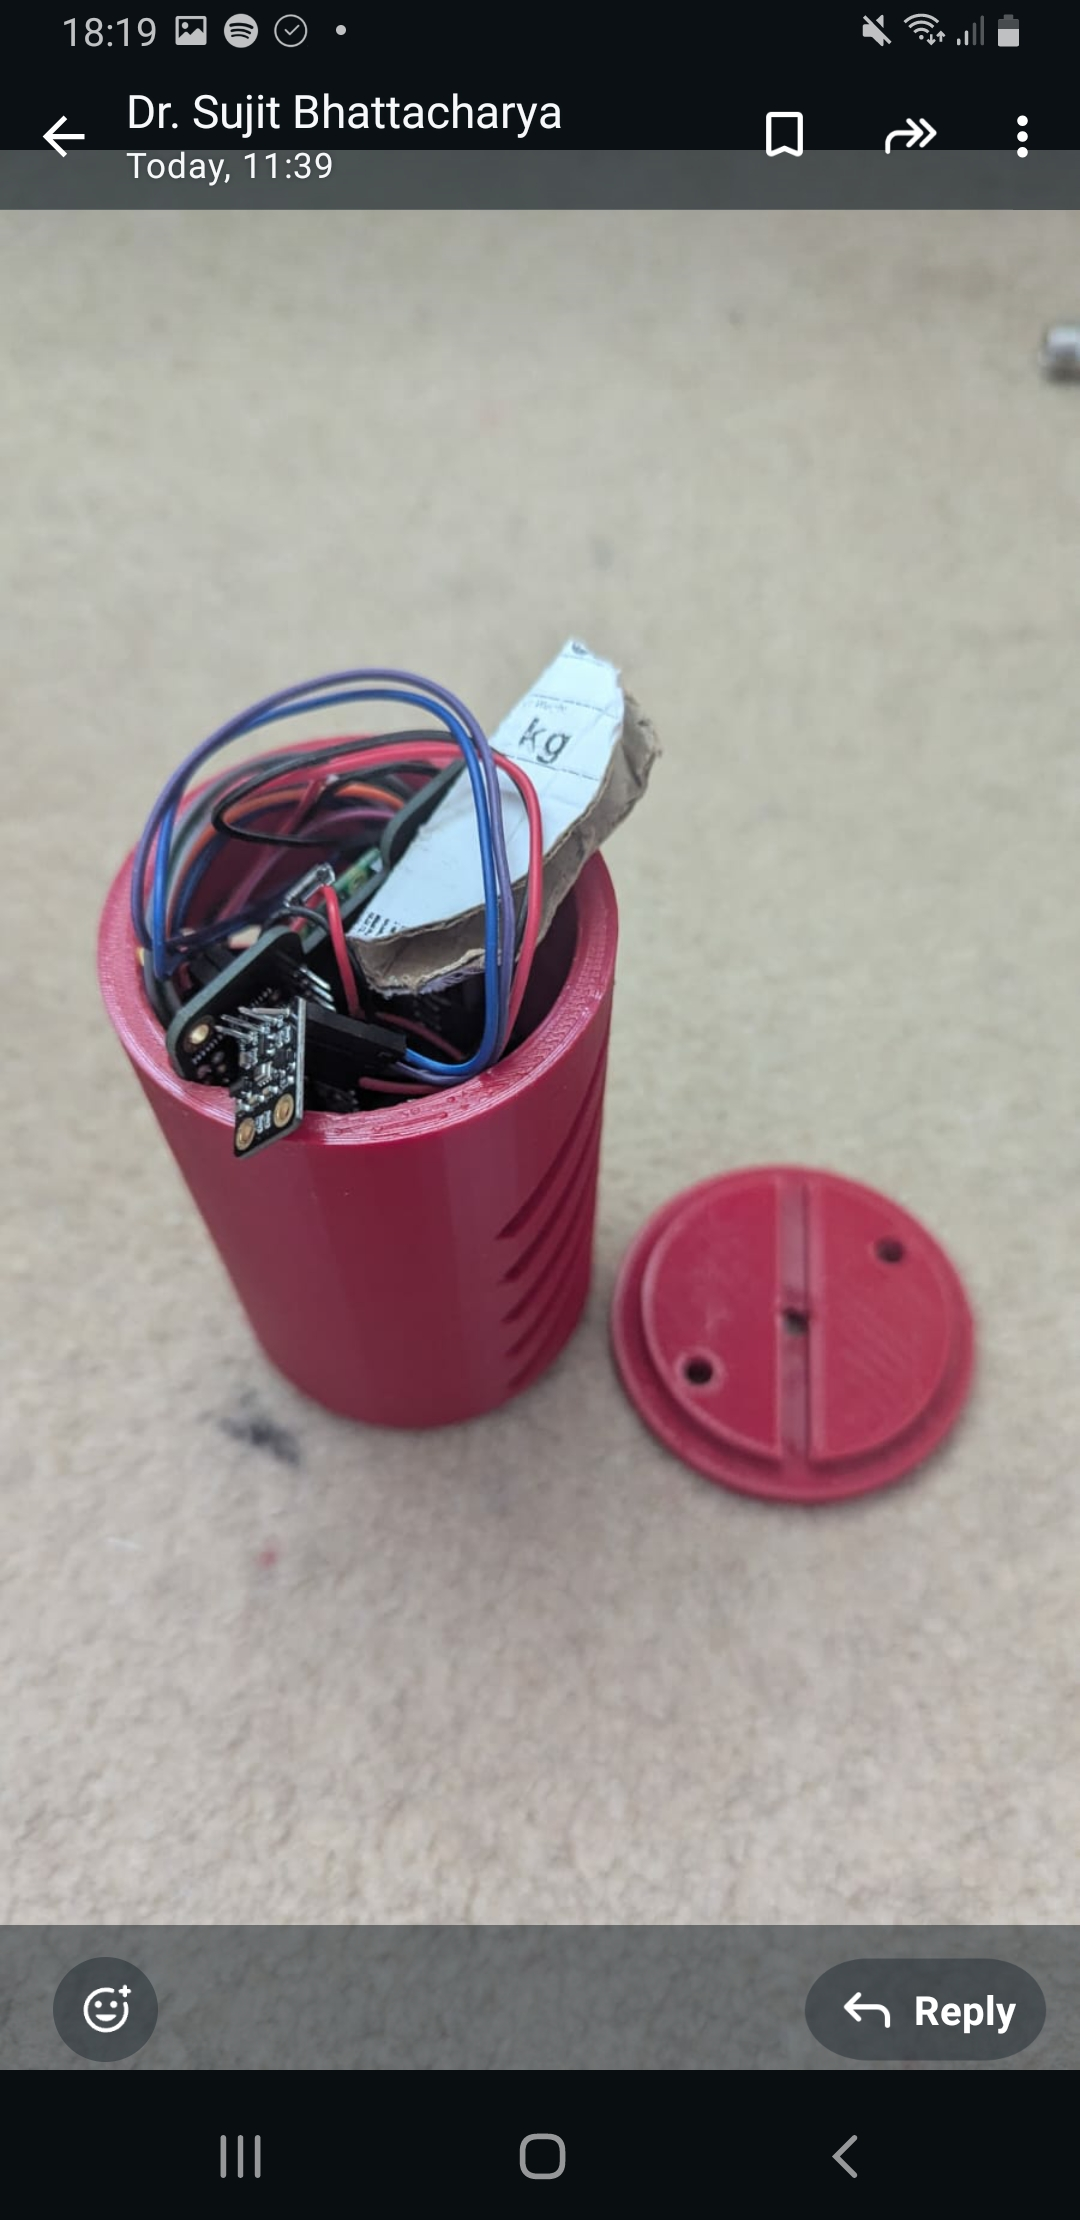 18:19
Dr. Sujit Bhattacharya
Today, 11:39
kg
Reply